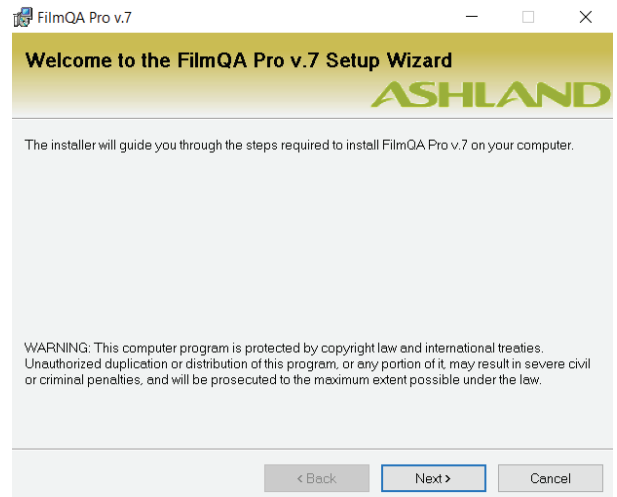 FilmQA Pro v.7
Welcome to the FilmQA Pro v.7 Setup Wizard
ASHLAND
The installer will guide you through the steps required to install FilmQA Pro v.7 on your computer.
WARNING: This computer program is protected by copyright law and international treaties.
Unauthorized duplication or distribution of this program, or any portion of it, may result in severe civil
or criminal penalties, and will be prosecuted to the maximum extent possible under the law.
< Back Next > Cancel